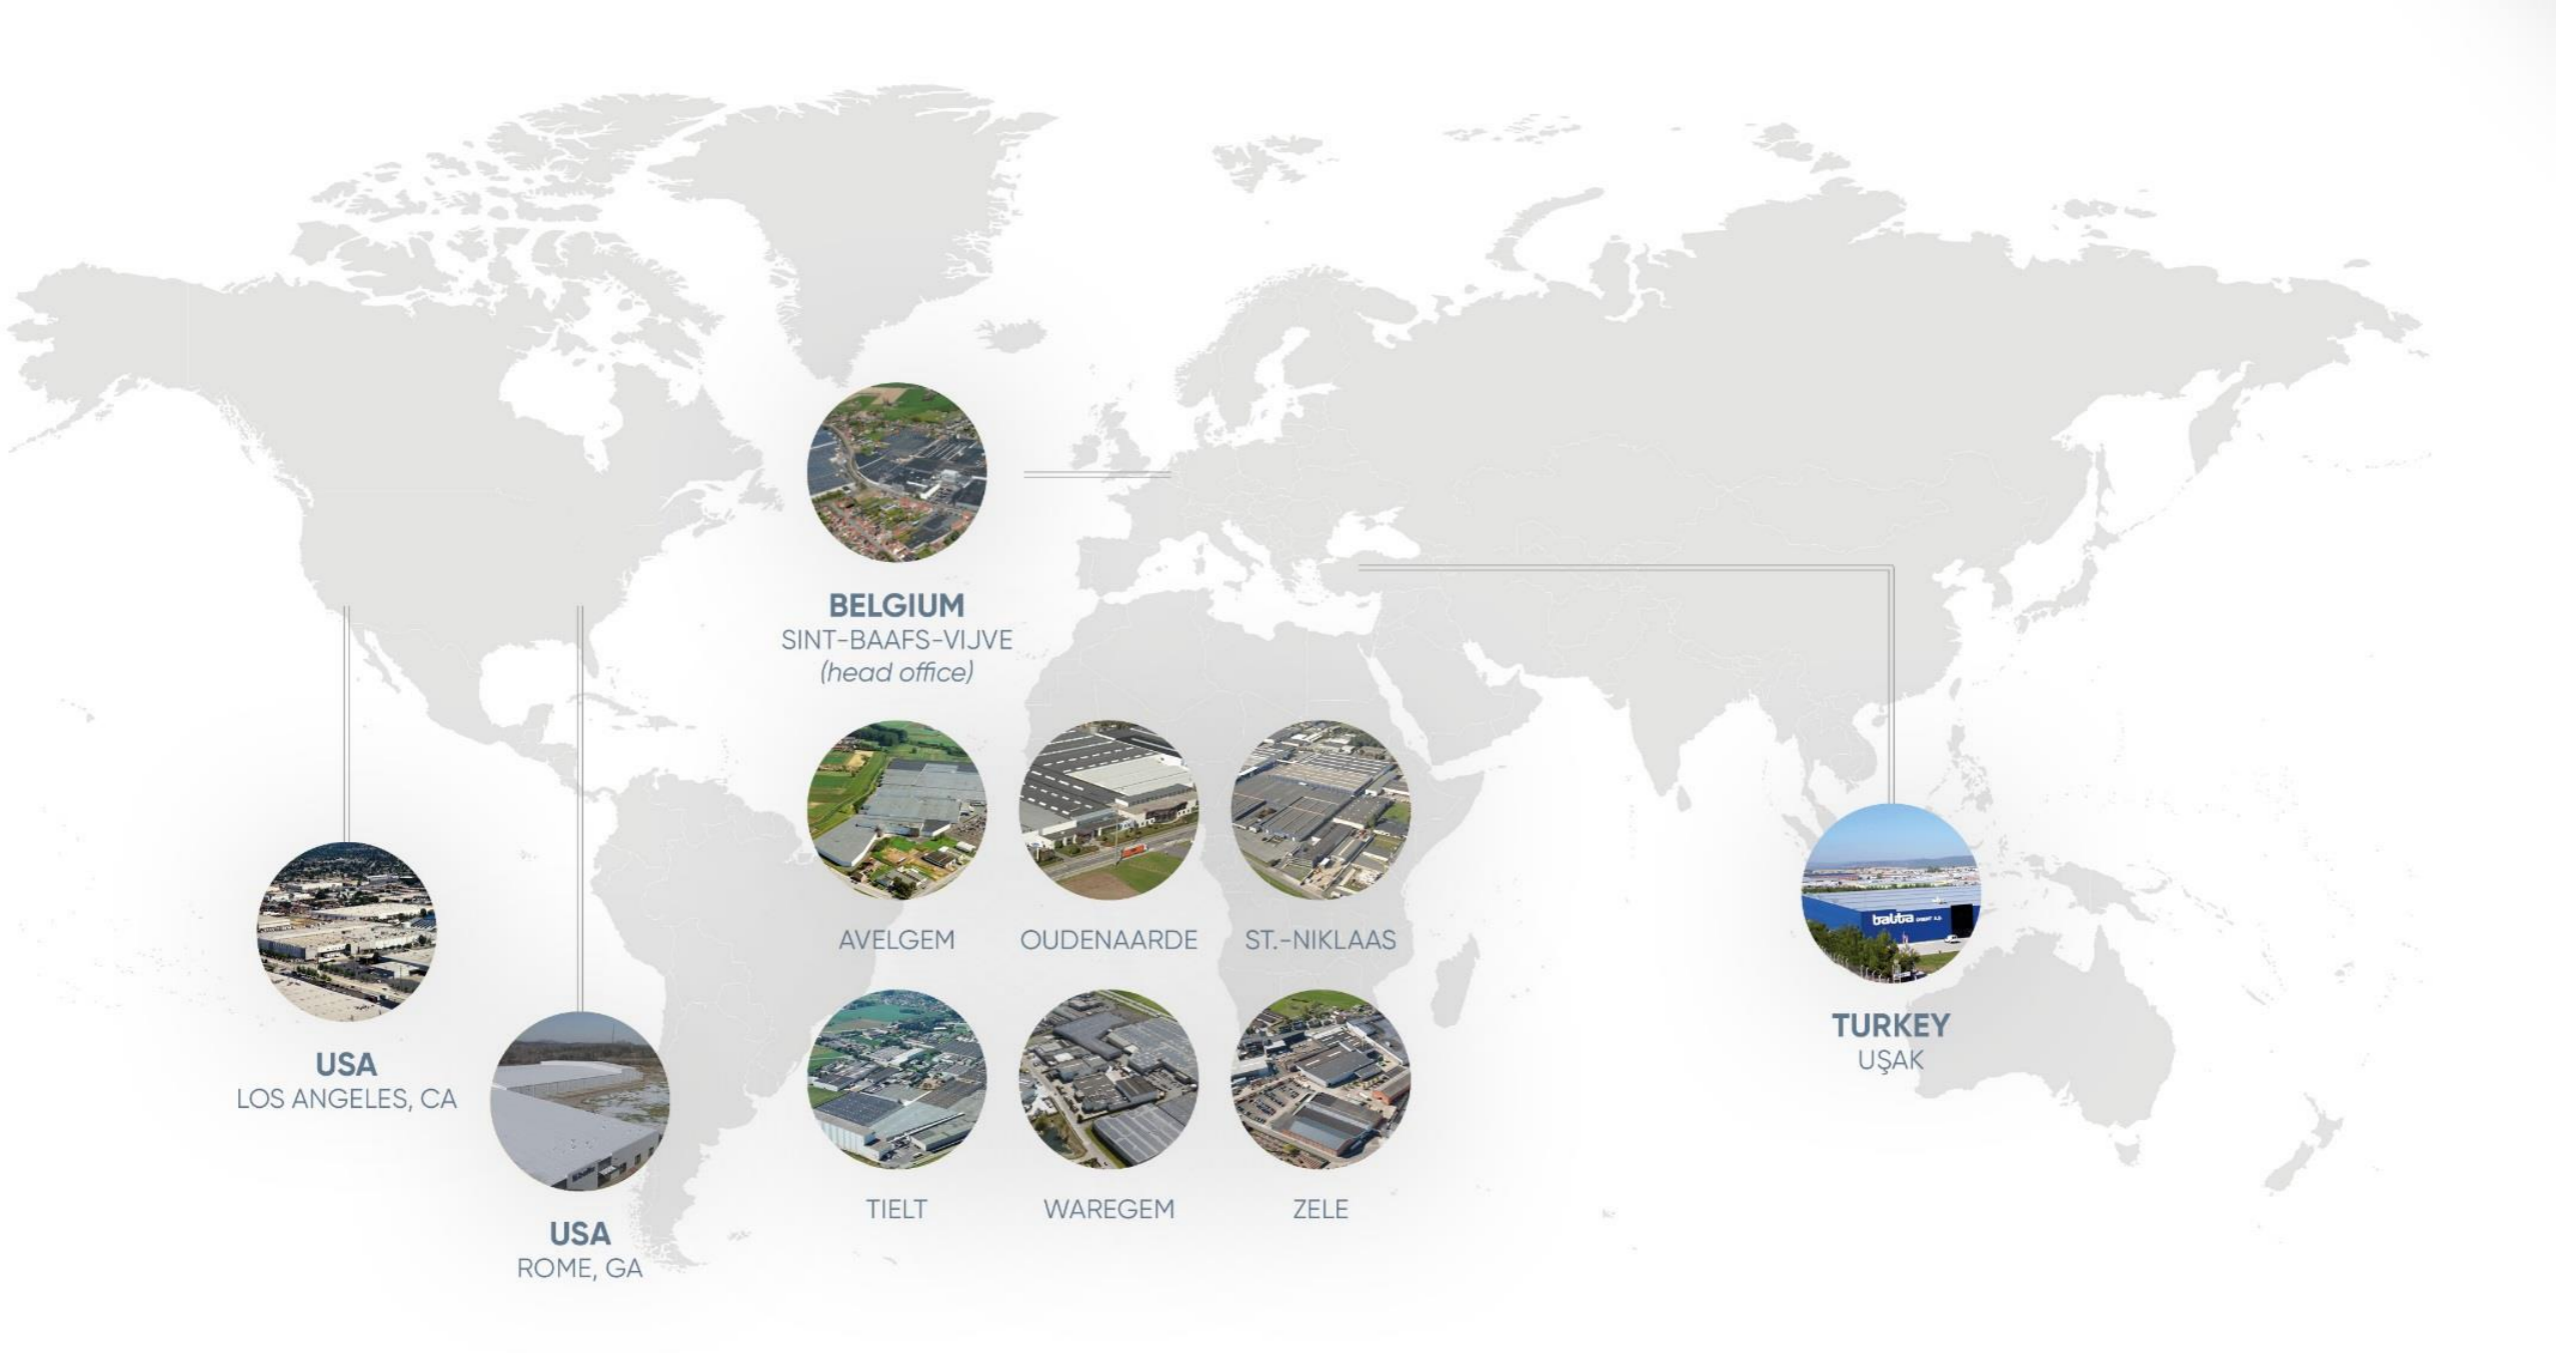 BELGIUM
SINT-BAAFS-VIJVE
(head office)
AVELGEM
OUDENAARDE
ST.-NIKLAAS
TIELT
WAREGEM
ZELE
USA
LOS ANGELES, CA
USA
ROME, GA
balta
TURKEY
UŞAK